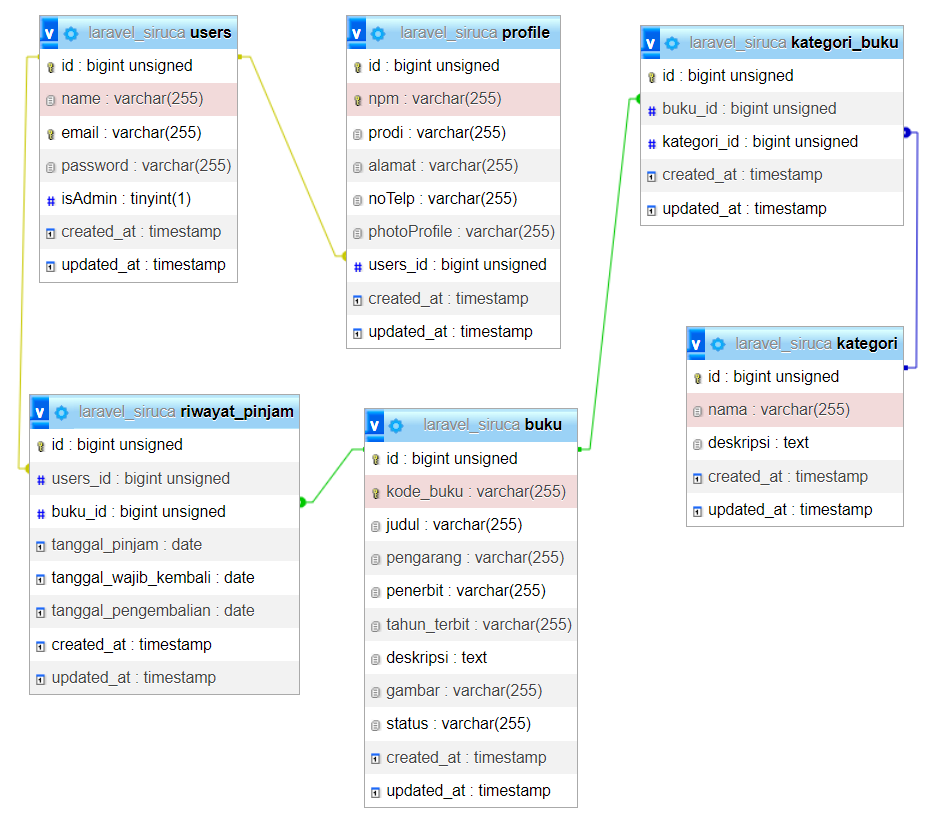 v laravel_siruca users
id : bigint unsigned
name : varchar(255)
email : varchar(255)
password : varchar(255)
# isAdmin : tinyint(1)
created_at : timestamp
updated_at : timestamp
v laravel_siruca profile
id : bigint unsigned
npm : varchar(255)
prodi : varchar(255)
alamat : varchar(255)
noTelp : varchar(255)
photoProfile : varchar(255)
# users_id : bigint unsigned
created_at : timestamp
updated_at : timestamp
v laravel_siruca kategori_buku
id : bigint unsigned
# buku_id : bigint unsigned
# kategori_id : bigint unsigned
created_at : timestamp
updated_at : timestamp
v laravel_siruca kategori
id : bigint unsigned
nama : varchar(255)
deskripsi : text
created_at : timestamp
updated_at : timestamp
v laravel_siruca riwayat_pinjam
id : bigint unsigned
# users_id : bigint unsigned
# buku_id : bigint unsigned
tanggal_pinjam : date
tanggal_wajib_kembali : date
tanggal_pengembalian : date
created_at : timestamp
updated_at : timestamp
v laravel_siruca buku
id : bigint unsigned
kode_buku : varchar(255)
judul : varchar(255)
pengarang : varchar(255)
penerbit : varchar(255)
tahun_terbit : varchar(255)
deskripsi : text
gambar : varchar(255)
status : varchar(255)
created_at : timestamp
updated_at : timestamp